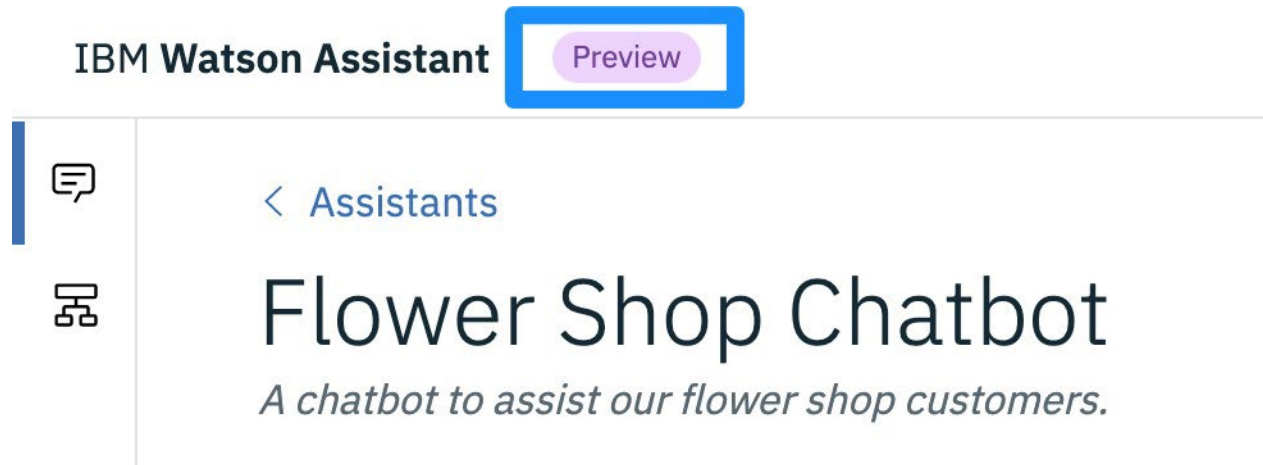 IBM Watson Assistant Preview
< Assistants
Flower Shop Chatbot
A chatbot to assist our flower shop customers.